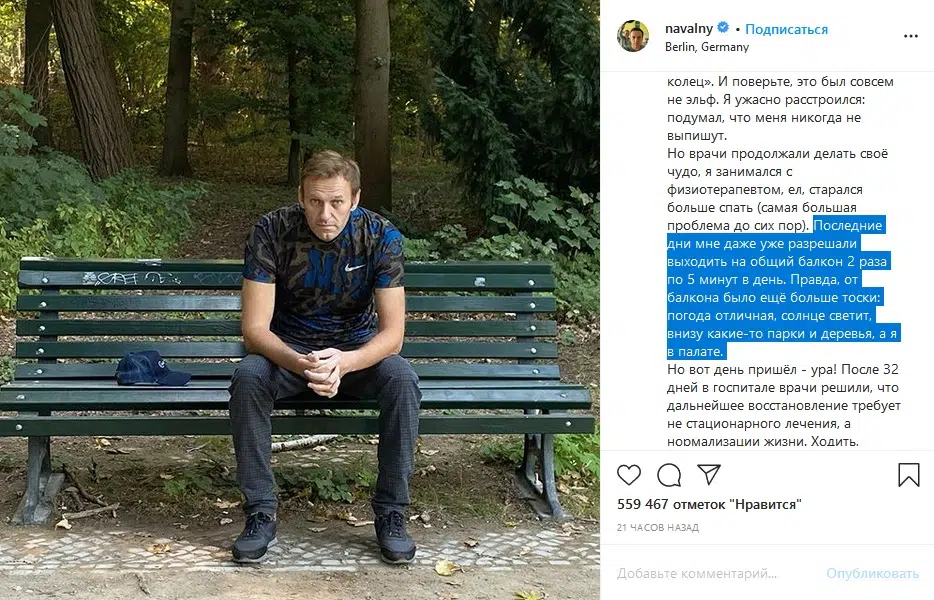 navalny • Подписаться
Berlin, Germany
колец». И поверьте, это был совсем
не эльф. Я ужасно расстроился:
подумал, что меня никогда не
выпишут.
Но врачи продолжали делать своё
чудо, я занимался с
физиотерапевтом, ел, старался
больше спать (самая большая
проблема до сих пор). Последние
дни мне даже уже разрешали
выходить на общий балкон 2 раза
по 5 минут в день. Правда, от
балкона было ещё больше тоски:
погода отличная, солнце светит,
внизу какие-то парки и деревья, а я
в палате.
Но вот день пришёл - ура! После 32
дней в госпитале врачи решили, что
дальнейшее восстановление требует
не стационарного лечения, а
нормализации жизни. Ходить.
559 467 отметок "Нравится"
21 ЧАСОВ НАЗАД
Добавьте комментарий... Опубликовать